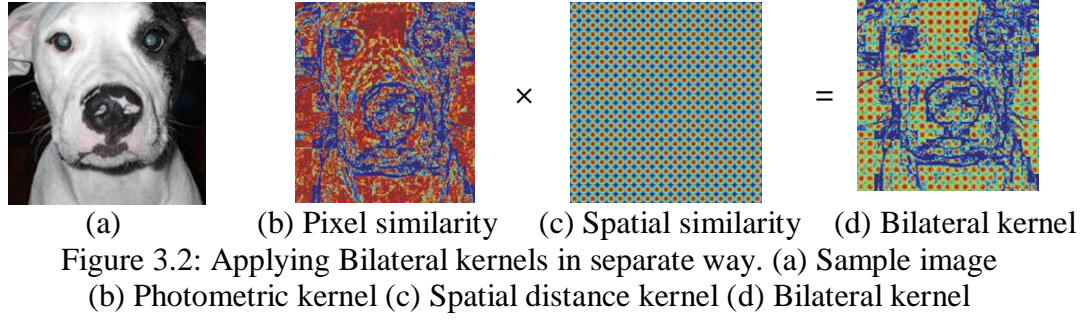 × =
(a) (b) Pixel similarity (c) Spatial similarity (d) Bilateral kernel
Figure 3.2: Applying Bilateral kernels in separate way. (a) Sample image
(b) Photometric kernel (c) Spatial distance kernel (d) Bilateral kernel